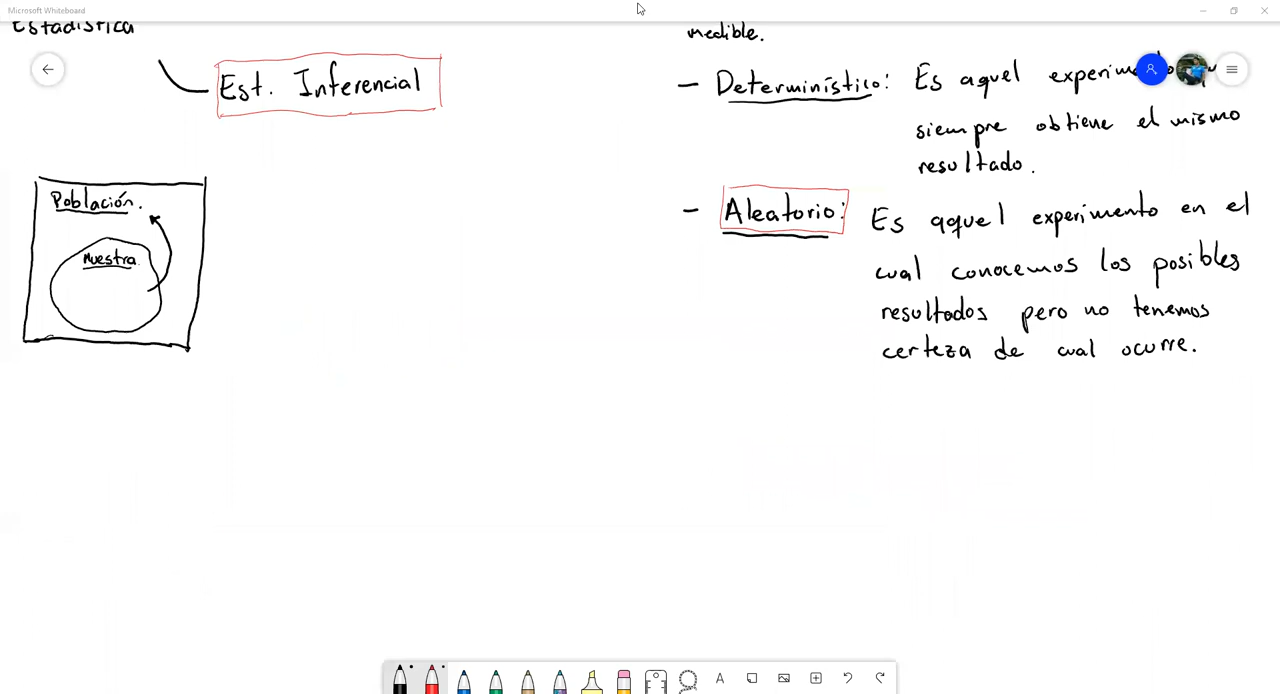 Microsoft Whiteboard
Estadística
Est. Inferencial
Población.
Muestra
medible.
– Determinístico: Es aquel experimento
siempre obtiene el mismo
resultado.
– Aleatorio: Es aquel experimento en el
cual conocemos los posibles
resultados pero no tenemos
certeza de cual ocurre.
A